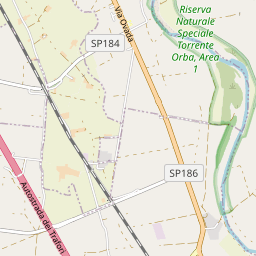 Riserva
Naturale
Speciale
Torrente
Orba, Area
1
Via Ovada
SP184
SP186
Autostrada dei Trafori